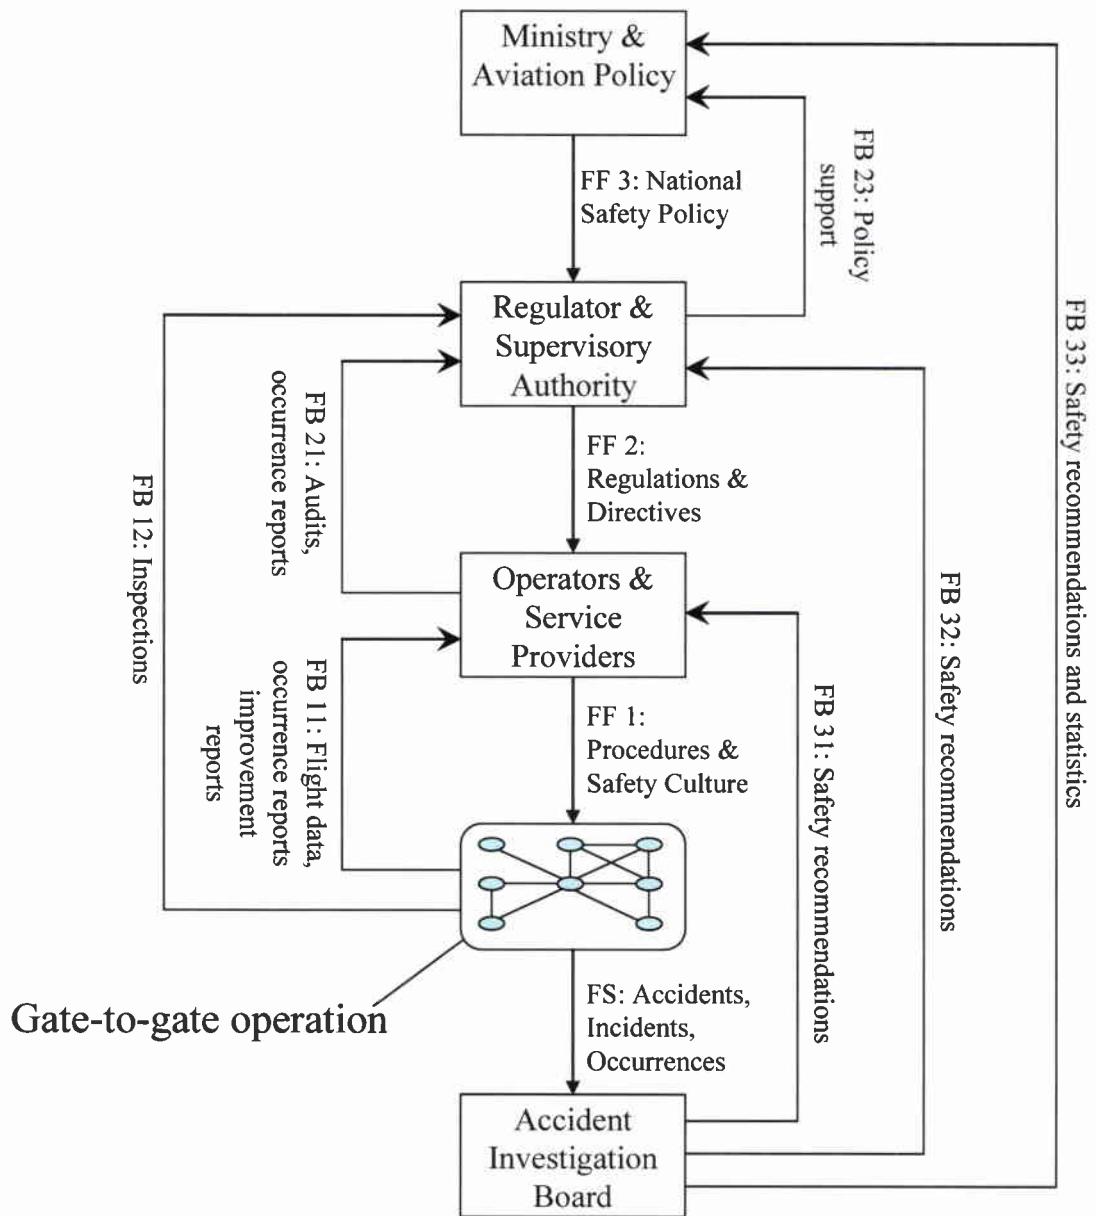 Ministry &
Aviation Policy
FF 3: National
Safety Policy
FB 23: Policy
support
Regulator &
Supervisory
Authority
FF 2:
Regulations &
Directives
FB 21: Audits,
occurrence reports
FB 12: Inspections
Operators &
Service
Providers
FF 1:
Procedures &
Safety Culture
FB 11: Flight data,
occurrence reports
improvement
reports
FB 31: Safety recommendations
FB 32: Safety recommendations
FB 33: Safety recommendations and statistics
Gate-to-gate operation
FS: Accidents,
Incidents,
Occurrences
Accident
Investigation
Board